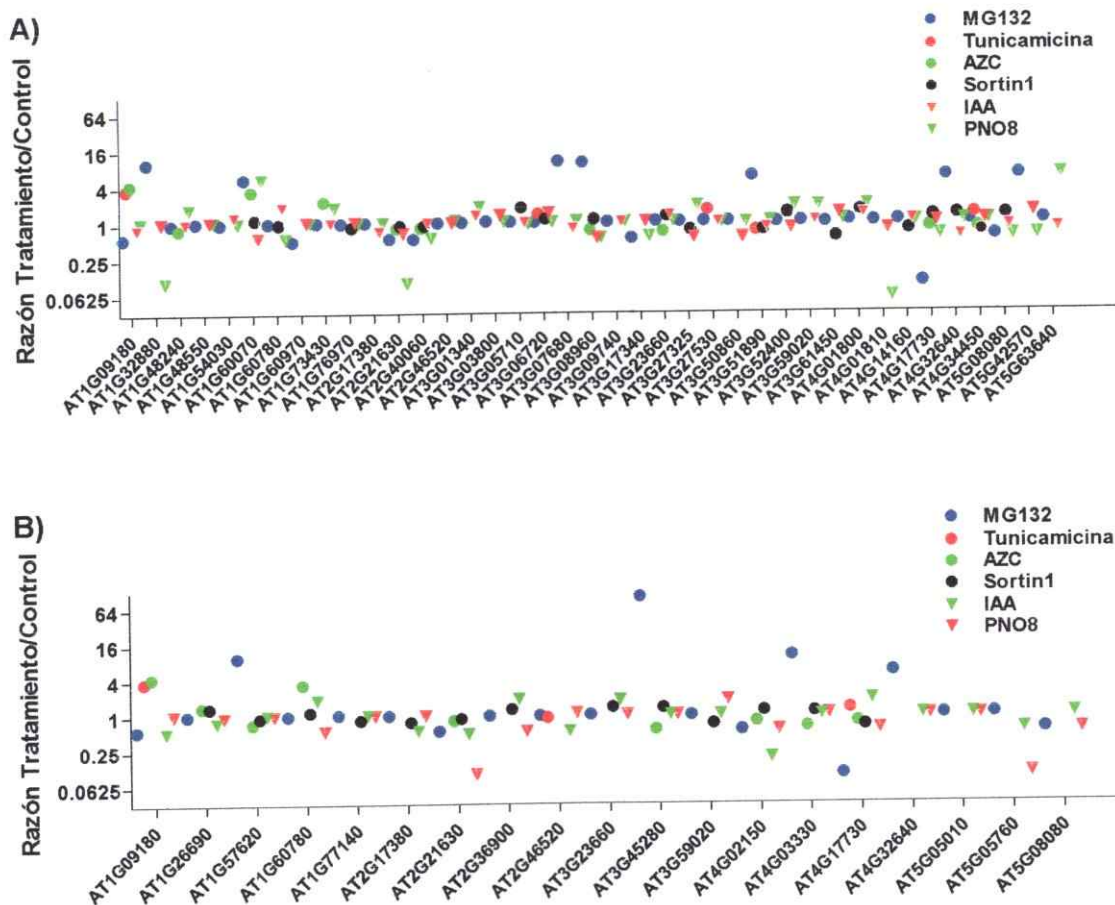 A)
MG132
Tunicamicina
AZC
Sortin1
IAA
PNO8
Razón Tratamiento/Control
64
16
4
1
0.25
0.0625
AT1G09180
AT1G32880
AT1G48240
AT1G48550
AT1G54030
AT1G60070
AT1G60780
AT1G60970
AT1G73430
AT1G76970
AT2G17380
AT2G21630
AT2G40060
AT2G46520
AT3G01340
AT3G03800
AT3G05710
AT3G06720
AT3G07680
AT3G08960
AT3G09740
AT3G17340
AT3G23660
AT3G27325
AT3G27530
AT3G50860
AT3G51890
AT3G52400
AT3G59020
AT3G61450
AT4G01800
AT4G01810
AT4G14160
AT4G17730
AT4G32640
AT4G34450
AT5G08080
AT5G42570
AT5G63640
B)
MG132
Tunicamicina
AZC
Sortin1
IAA
PNO8
Razón Tratamiento/Control
64
16
4
1
0.25
0.0625
AT1G09180
AT1G26690
AT1G57620
AT1G60780
AT1G77140
AT2G17380
AT2G21630
AT2G36900
AT2G46520
AT3G23660
AT3G45280
AT3G59020
AT4G02150
AT4G03330
AT4G17730
AT4G32640
AT5G05010
AT5G05760
AT5G08080